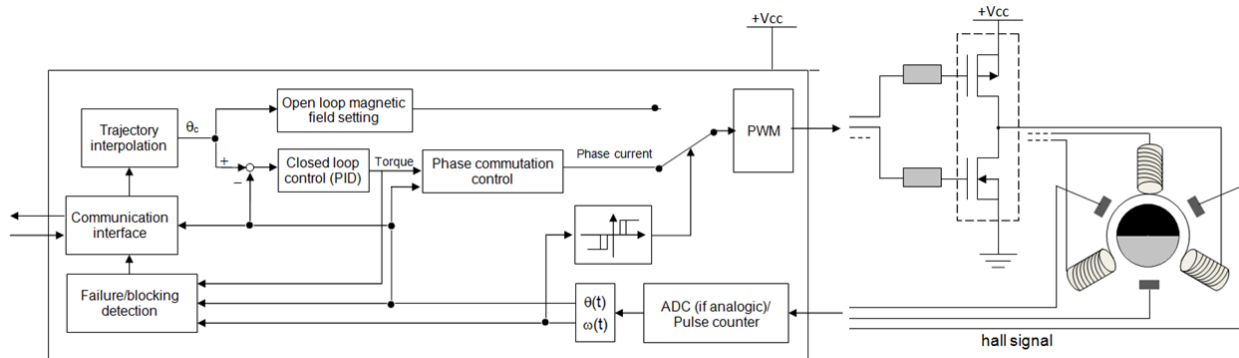 +Vcc
+Vcc
Open loop magnetic
field setting
Trajectory
interpolation
θc
PWM
+
−
Closed loop
control (PID)
Torque
Phase commutation
control
Phase current
Communication
interface
Failure/blocking
detection
θ(t)
ω(t)
ADC (if analogic)/
Pulse counter
hall signal